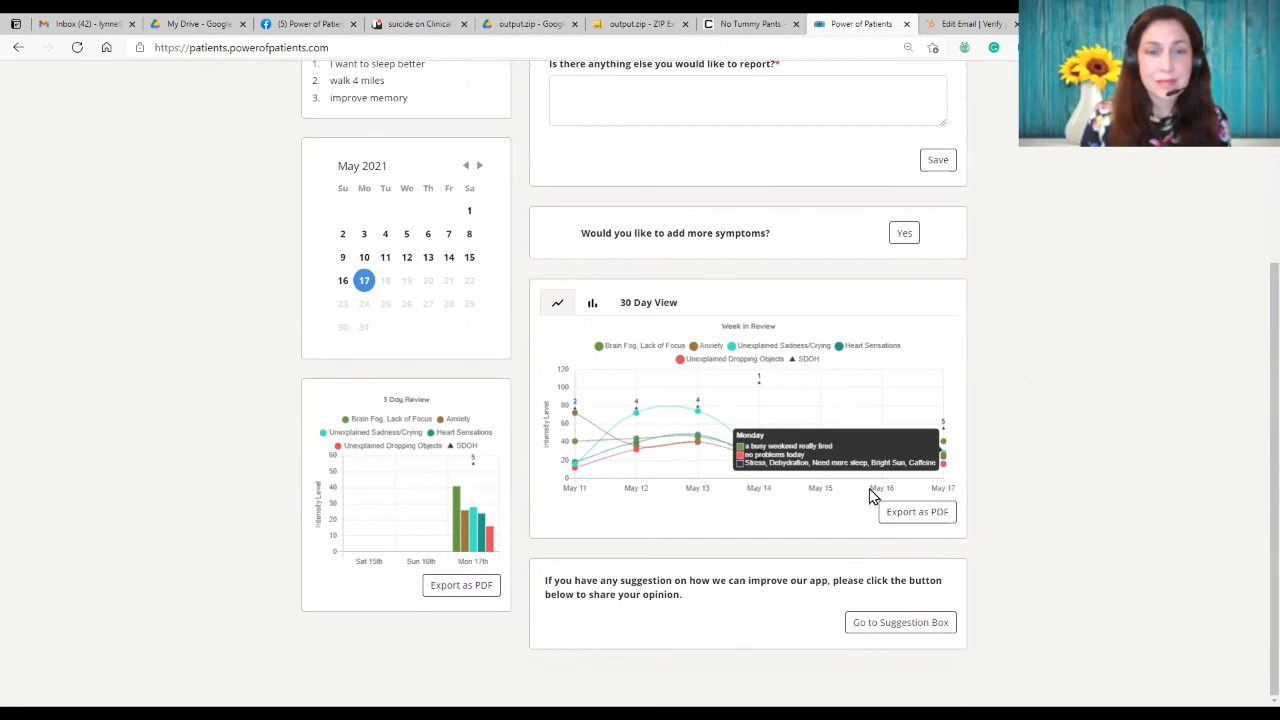 Inbox (42) - lynne@
My Drive - Google
(5) Power of Patie
suicide on Clinical
output.zip - Goog
output.zip - ZIP Ex
No Tummy Pants -
Power of Patients
Edit Email | Verify y
https://patients.powerofpatients.com
1. I want to sleep better
2. walk 4 miles
3. improve memory
Is there anything else you would like to report?*
Save
May 2021
Su Mo Tu We Th Fr Sa
1
2 3 4 5 6 7 8
9 10 11 12 13 14 15
16 17 18 19 20 21 22
23 24 25 26 27 28 29
30 31
Would you like to add more symptoms?
Yes
30 Day View
Week in Review
Brain Fog, Lack of Focus Anxiety Unexplained Sadness/Crying Heart Sensations
Unexplained Dropping Objects SDOH
Intensity Level
120
100
80
60
40
20
0
2
4
4
1
5
Monday
a busy weekend really tired
no problems today
Stress, Dehydration, Need more sleep, Bright Sun, Caffeine
May 11 May 12 May 13 May 14 May 15 May 16 May 17
Export as PDF
3 Day Review
Brain Fog, Lack of Focus Anxiety
Unexplained Sadness/Crying Heart Sensations
Unexplained Dropping Objects SDOH
Intensity Level
60
50
40
30
20
10
0
5
Sat 15th Sun 16th Mon 17th
Export as PDF
If you have any suggestion on how we can improve our app, please click the button
below to share your opinion.
Go to Suggestion Box